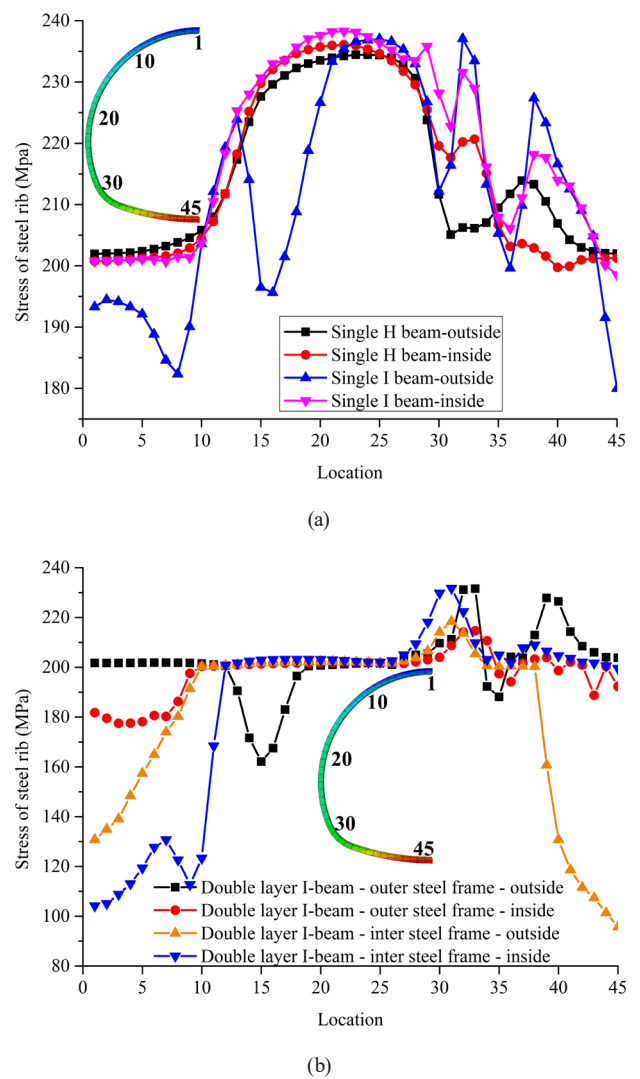 240
230
220
210
200
190
180
Stress of steel rib (Mpa)
1
10
20
30
45
Single H beam-outside
Single H beam-inside
Single I beam-outside
Single I beam-inside
0 5 10 15 20 25 30 35 40 45
Location
(a)
240
220
200
180
160
140
120
100
80
Stress of steel rib (MPa)
1
10
20
30
45
Double layer I-beam - outer steel frame - outside
Double layer I-beam - outer steel frame - inside
Double layer I-beam - inter steel frame - outside
Double layer I-beam - inter steel frame - inside
0 5 10 15 20 25 30 35 40 45
Location
(b)